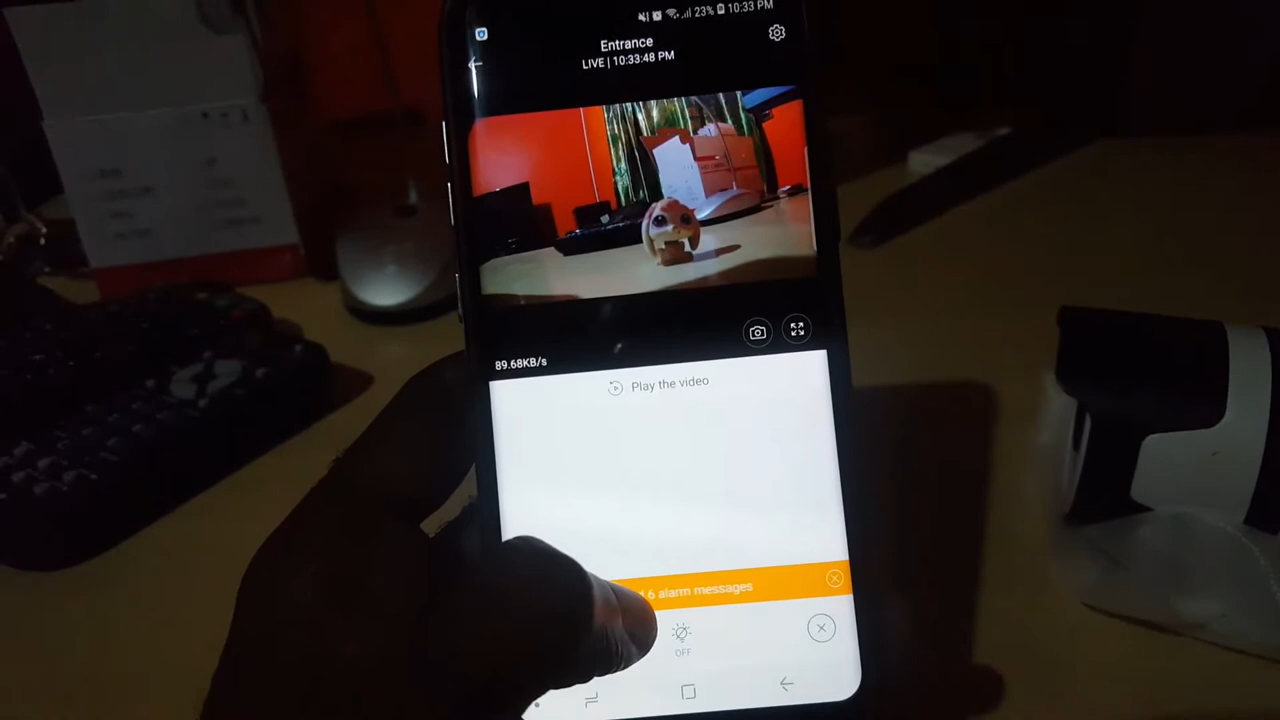 23% 10:33 PM
Entrance
LIVE | 10:33:48 PM
89.68KB/s
Play the video
6 alarm messages
OFF